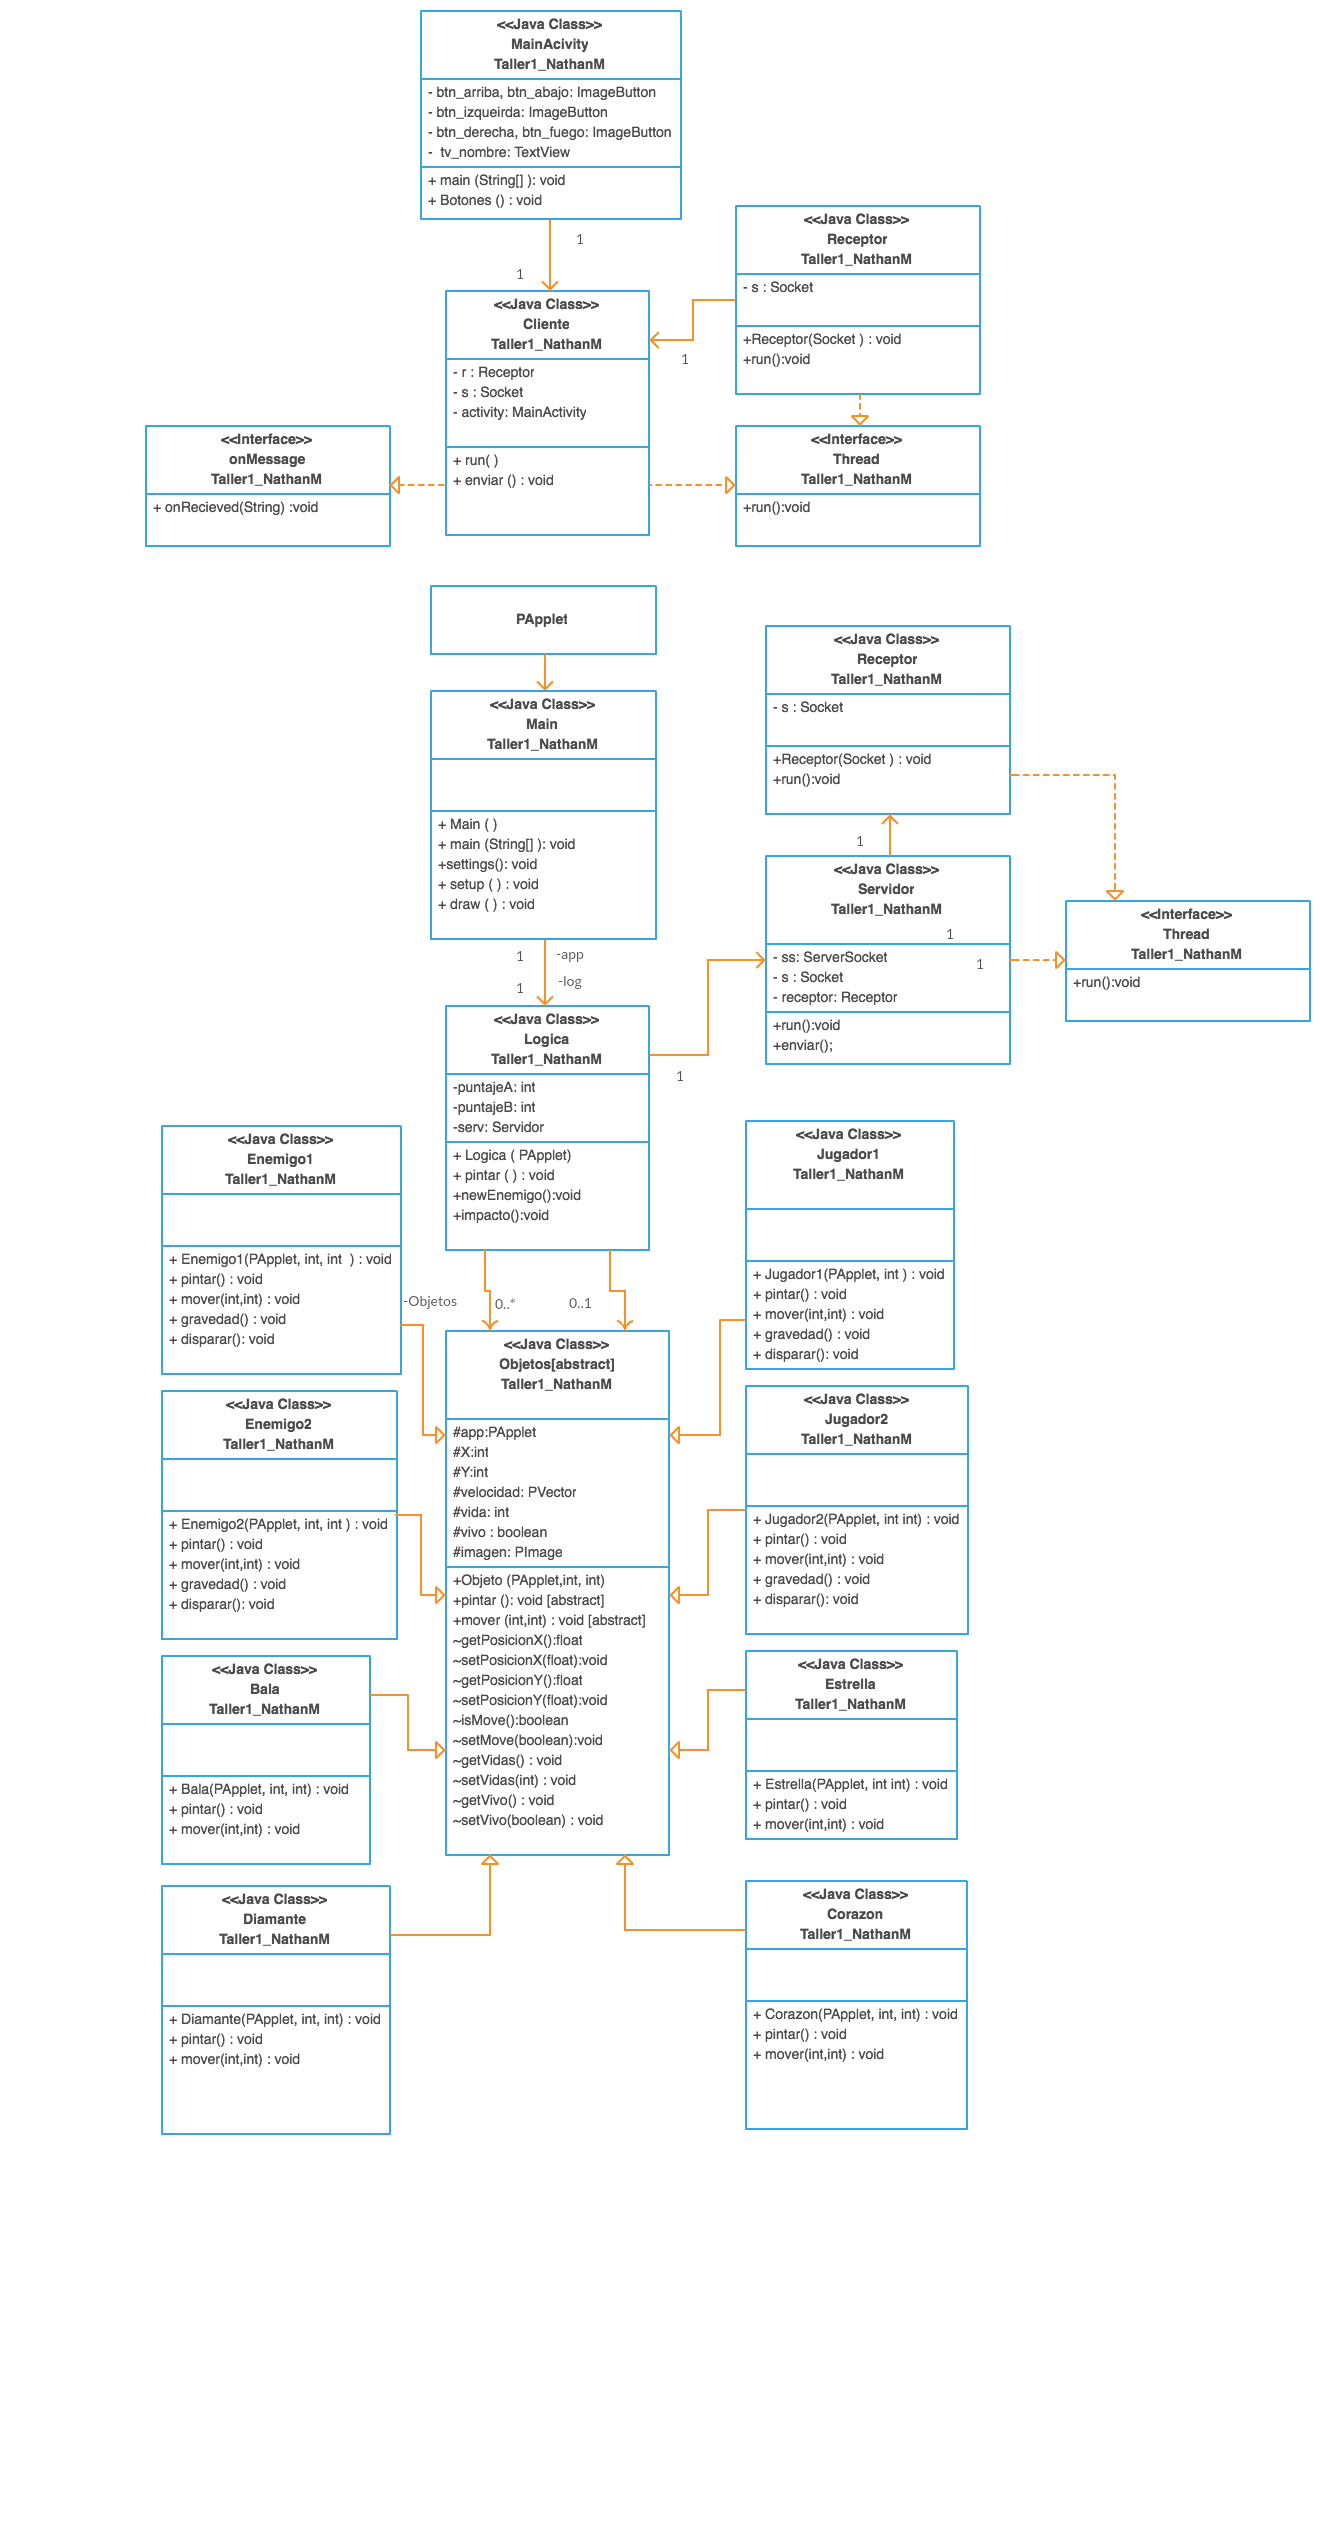 <<Java Class>>
MainAcivity
Taller1_NathanM
- btn_arriba, btn_abajo: ImageButton
- btn_izqueirda: ImageButton
- btn_derecha, btn_fuego: ImageButton
-  tv_nombre: TextView
+ main (String[] ): void
+ Botones () : void
1
1
<<Java Class>>
Receptor
Taller1_NathanM
- s : Socket
+Receptor(Socket ) : void
+run():void
<<Java Class>>
Cliente
Taller1_NathanM
- r : Receptor
- s : Socket
- activity: MainActivity
+ run( )
+ enviar () : void
1
<<Interface>>
onMessage
Taller1_NathanM
+ onRecieved(String) :void
<<Interface>>
Thread
Taller1_NathanM
+run():void
PApplet
<<Java Class>>
Main
Taller1_NathanM
+ Main ( )
+ main (String[] ): void
+settings(): void
+ setup ( ) : void
+ draw ( ) : void
<<Java Class>>
Receptor
Taller1_NathanM
- s : Socket
+Receptor(Socket ) : void
+run():void
1
<<Java Class>>
Servidor
Taller1_NathanM
1
- ss: ServerSocket
- s : Socket
- receptor: Receptor
1
+run():void
+enviar();
<<Interface>>
Thread
Taller1_NathanM
+run():void
1
-app
1
-log
<<Java Class>>
Logica
Taller1_NathanM
-puntajeA: int
-puntajeB: int
-serv: Servidor
+ Logica ( PApplet)
+ pintar ( ) : void
+newEnemigo():void
+impacto():void
1
<<Java Class>>
Enemigo1
Taller1_NathanM
+ Enemigo1(PApplet, int, int  ) : void
+ pintar() : void
+ mover(int,int) : void
+ gravedad() : void
+ disparar(): void
<<Java Class>>
Jugador1
Taller1_NathanM
+ Jugador1(PApplet, int ) : void
+ pintar() : void
+ mover(int,int) : void
+ gravedad() : void
+ disparar(): void
-Objetos
0..*
0..1
<<Java Class>>
Objetos[abstract]
Taller1_NathanM
#app:PApplet
#X:int
#Y:int
#velocidad: PVector
#vida: int
#vivo : boolean
#imagen: PImage
+Objeto (PApplet,int, int)
+pintar (): void [abstract]
+mover (int,int) : void [abstract]
~getPosicionX():float
~setPosicionX(float):void
~getPosicionY():float
~setPosicionY(float):void
~isMove():boolean
~setMove(boolean):void
~getVidas() : void
~setVidas(int) : void
~getVivo() : void
~setVivo(boolean) : void
<<Java Class>>
Enemigo2
Taller1_NathanM
+ Enemigo2(PApplet, int, int ) : void
+ pintar() : void
+ mover(int,int) : void
+ gravedad() : void
+ disparar(): void
<<Java Class>>
Jugador2
Taller1_NathanM
+ Jugador2(PApplet, int int) : void
+ pintar() : void
+ mover(int,int) : void
+ gravedad() : void
+ disparar(): void
<<Java Class>>
Bala
Taller1_NathanM
+ Bala(PApplet, int, int) : void
+ pintar() : void
+ mover(int,int) : void
<<Java Class>>
Estrella
Taller1_NathanM
+ Estrella(PApplet, int int) : void
+ pintar() : void
+ mover(int,int) : void
<<Java Class>>
Diamante
Taller1_NathanM
+ Diamante(PApplet, int, int) : void
+ pintar() : void
+ mover(int,int) : void
<<Java Class>>
Corazon
Taller1_NathanM
+ Corazon(PApplet, int, int) : void
+ pintar() : void
+ mover(int,int) : void